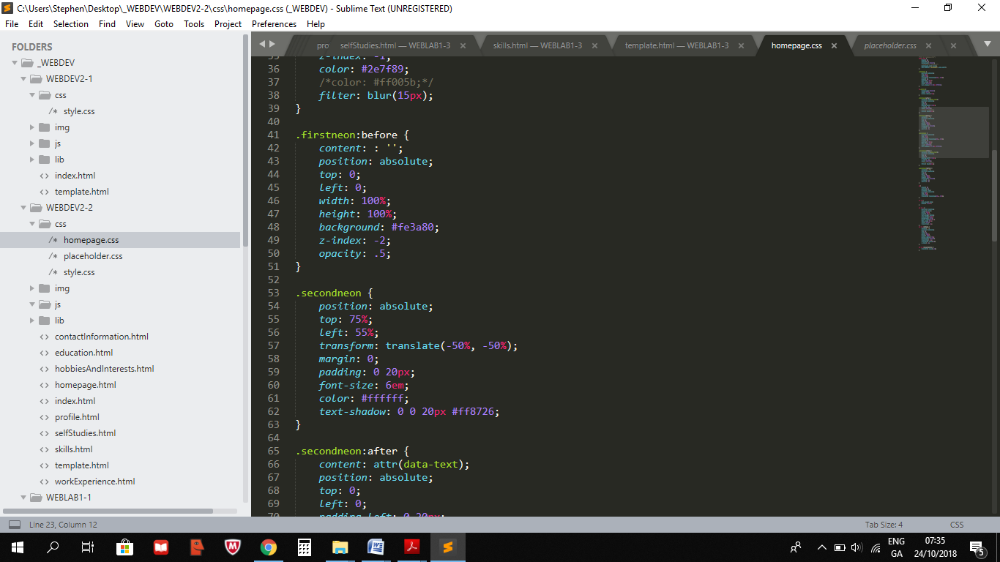 C:\Users\Stephen\Desktop\_WEBDEV\WEBDEV2-2\css\homepage.css (_WEBDEV) - Sublime Text (UNREGISTERED)
File Edit Selection Find View Goto Tools Project Preferences Help
FOLDERS
_WEBDEV
WEBDEV2-1
css
/* style.css
img
js
lib
<> index.html
<> template.html
WEBDEV2-2
css
/* homepage.css
/* placeholder.css
/* style.css
img
js
lib
<> contactInformation.html
<> education.html
<> hobbiesAndInterests.html
<> homepage.html
<> index.html
<> profile.html
<> selfStudies.html
<> skills.html
<> template.html
<> workExperience.html
WEBLAB1-1
pro selfStudies.html — WEBLAB1-3 × skills.html — WEBLAB1-3 × template.html — WEBLAB1-3 × homepage.css × placeholder.css × ×
35 z-index: -1;
36 color: #2e7f89;
37 /*color: #ff005b;*/
38 filter: blur(15px);
39 }
40
41 .firstneon:before {
42 content: : '';
43 position: absolute;
44 top: 0;
45 left: 0;
46 width: 100%;
47 height: 100%;
48 background: #fe3a80;
49 z-index: -2;
50 opacity: .5;
51 }
52
53 .secondneon {
54 position: absolute;
55 top: 75%;
56 left: 55%;
57 transform: translate(-50%, -50%);
58 margin: 0;
59 padding: 0 20px;
60 font-size: 6em;
61 color: #ffffff;
62 text-shadow: 0 0 20px #ff8726;
63 }
64
65 .secondneon:after {
66 content: attr(data-text);
67 position: absolute;
68 top: 0;
69 left: 0;
70 padding-left: 0 20px;
Line 23, Column 12
Tab Size: 4 CSS
ENG
GA
07:35
24/10/2018
5